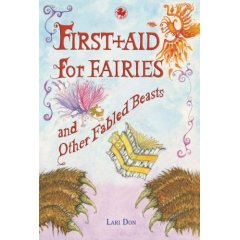 FIRST+AID
for FAIRIES
and
Other Fabled Beasts
LARI DON